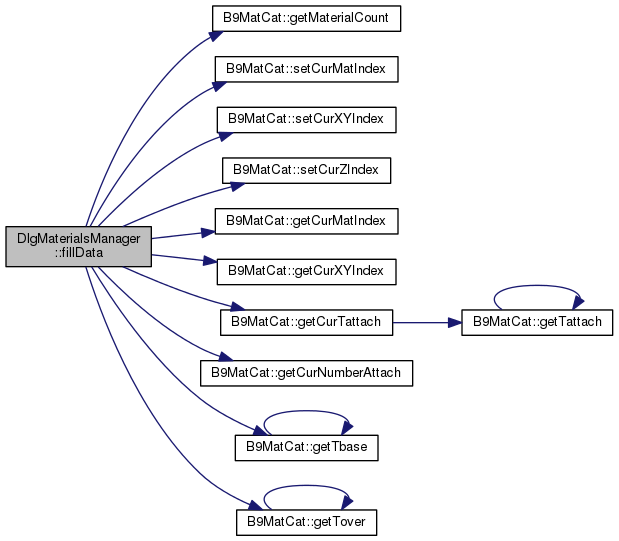 B9MatCat::getMaterialCount
B9MatCat::setCurMatIndex
B9MatCat::setCurXYIndex
B9MatCat::setCurZIndex
DlgMaterialsManager
::fillData
B9MatCat::getCurMatIndex
B9MatCat::getCurXYIndex
B9MatCat::getCurTattach
B9MatCat::getTattach
B9MatCat::getCurNumberAttach
B9MatCat::getTbase
B9MatCat::getTover